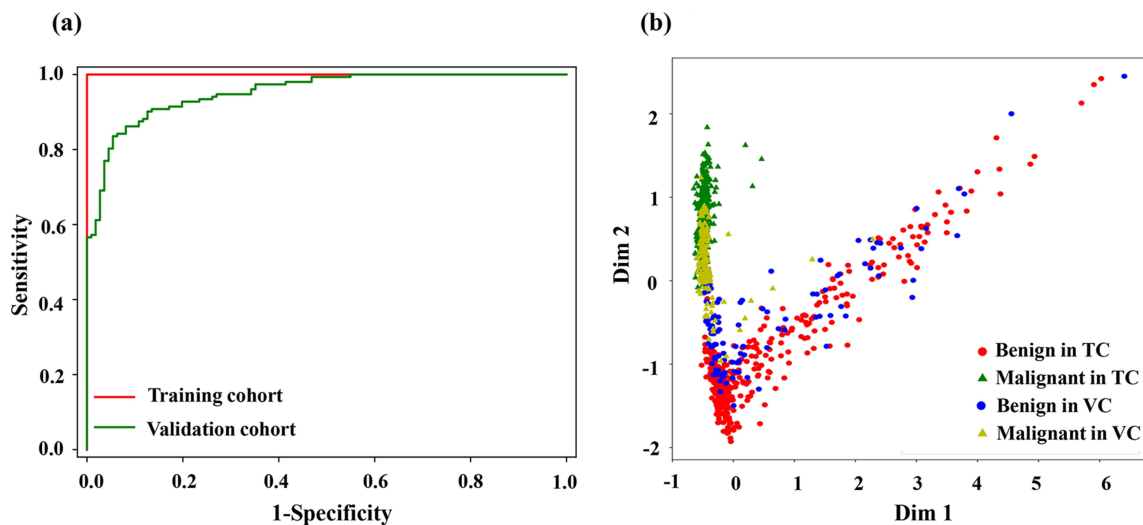 (a)
(b)
Sensitivity
1.0
0.8
0.6
0.4
0.2
0.0
Training cohort
Validation cohort
0.0 0.2 0.4 0.6 0.8 1.0
1-Specificity
Dim 2
2
1
0
-1
-2
Benign in TC
Malignant in TC
Benign in VC
Malignant in VC
-1 0 1 2 3 4 5 6
Dim 1